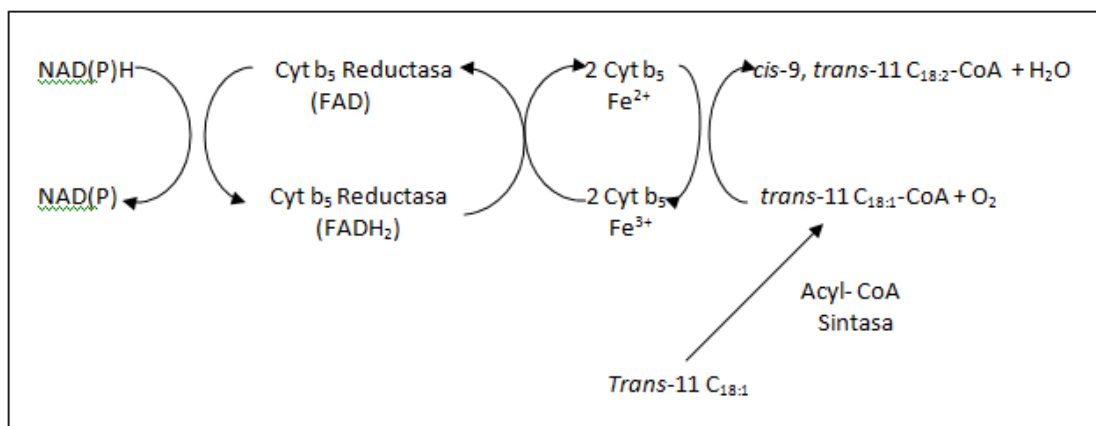 NAD(P)H
Cyt b₅ Reductasa
(FAD)
2 Cyt b₅
Fe²⁺
cis-9, trans-11 C₁₈:₂-CoA + H₂O
NAD(P)
Cyt b₅ Reductasa
(FADH₂)
2 Cyt b₅
Fe³⁺
trans-11 C₁₈:₁-CoA + O₂
Acyl- CoA
Sintasa
Trans-11 C₁₈:₁